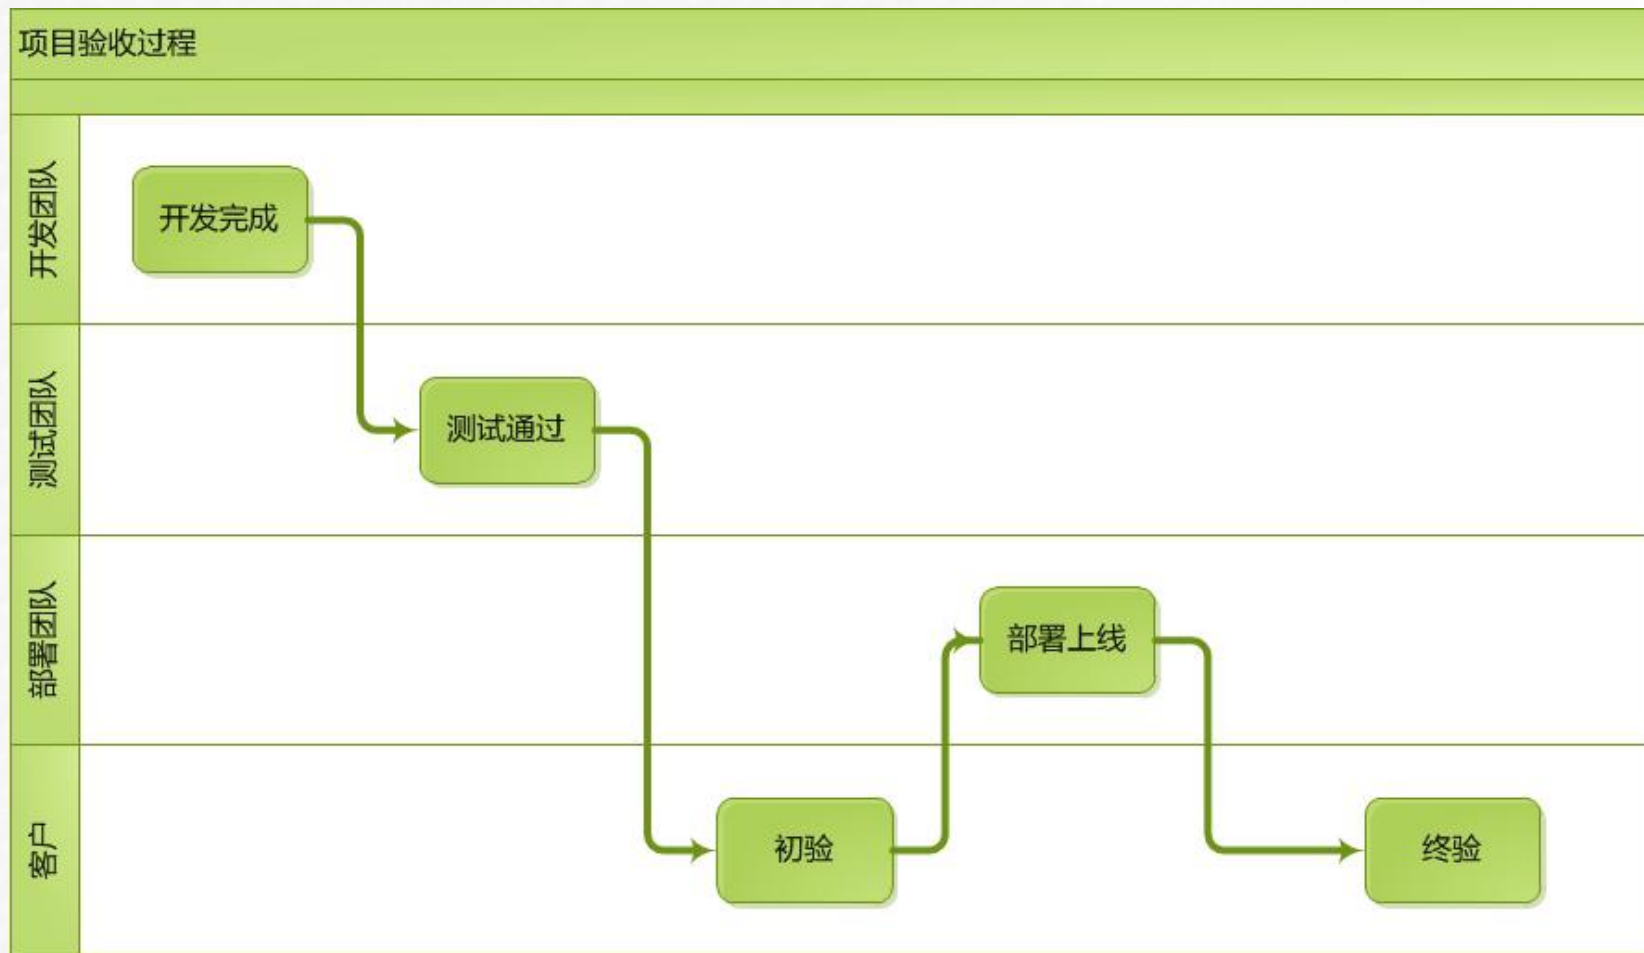 项目验收过程
开发团队
开发完成
测试团队
测试通过
部署团队
部署上线
客户
初验
终验